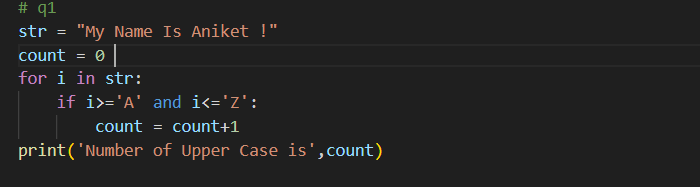 # q1
str = "My Name Is Aniket !"
count = 0
for i in str:
    if i>='A' and i<='Z':
        count = count+1
print('Number of Upper Case is',count)